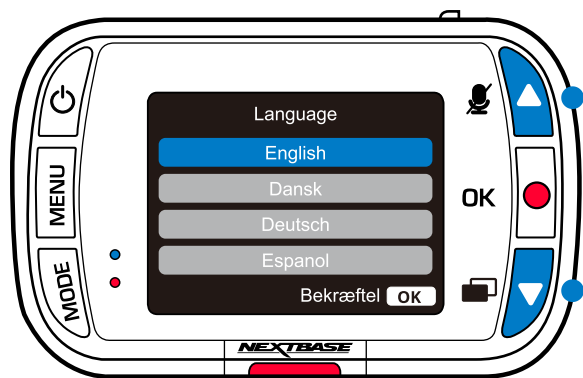 Language
English
Dansk
Deutsch
Espanol
Bekræftel OK
MENU
MODE
OK
NEXTBASE